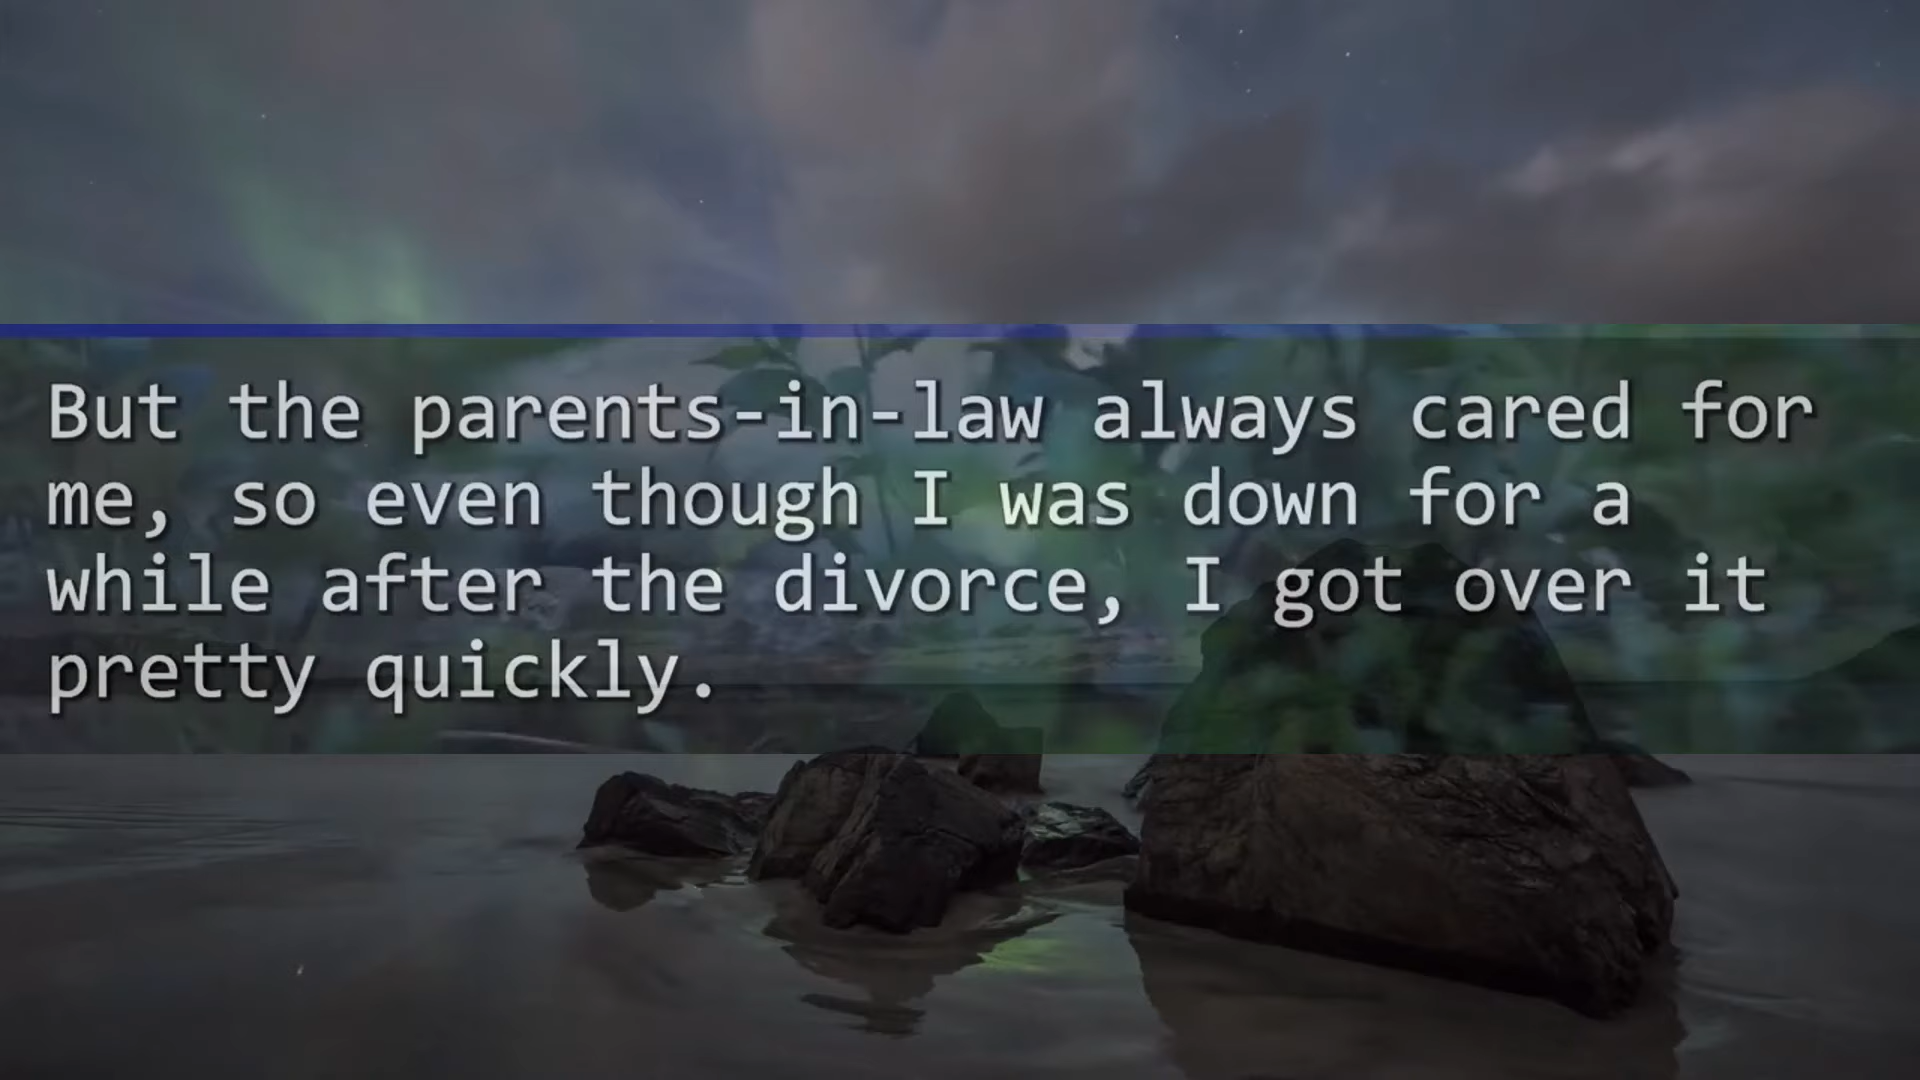 But the parents-in-law always cared for
me, so even though I was down for a
while after the divorce, I got over it
pretty quickly.